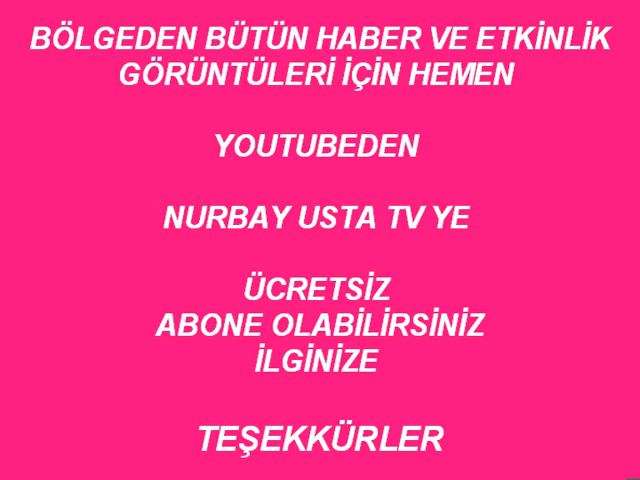 BÖLGEDEN BÜTÜN HABER VE ETKİNLİK
GÖRÜNTÜLERİ İÇİN HEMEN
YOUTUBEDEN
NURBAY USTA TV YE
ÜCRETSİZ
ABONE OLABİLİRSİNİZ
İLGİNİZE
TEŞEKKÜRLER